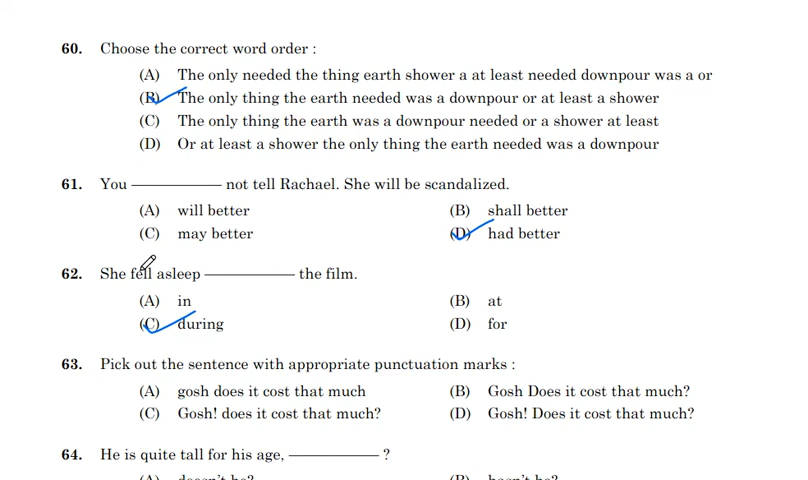 60. Choose the correct word order :
(A) The only needed the thing earth shower a at least needed downpour was a or
(B) The only thing the earth needed was a downpour or at least a shower
(C) The only thing the earth was a downpour needed or a shower at least
(D) Or at least a shower the only thing the earth needed was a downpour
61. You ———— not tell Rachael. She will be scandalized.
(A) will better (B) shall better
(C) may better (D) had better
62. She fell asleep ———— the film.
(A) in (B) at
(C) during (D) for
63. Pick out the sentence with appropriate punctuation marks :
(A) gosh does it cost that much (B) Gosh Does it cost that much?
(C) Gosh! does it cost that much? (D) Gosh! Does it cost that much?
64. He is quite tall for his age, ———— ?
(A) doesn't he? (B) hasn't he?